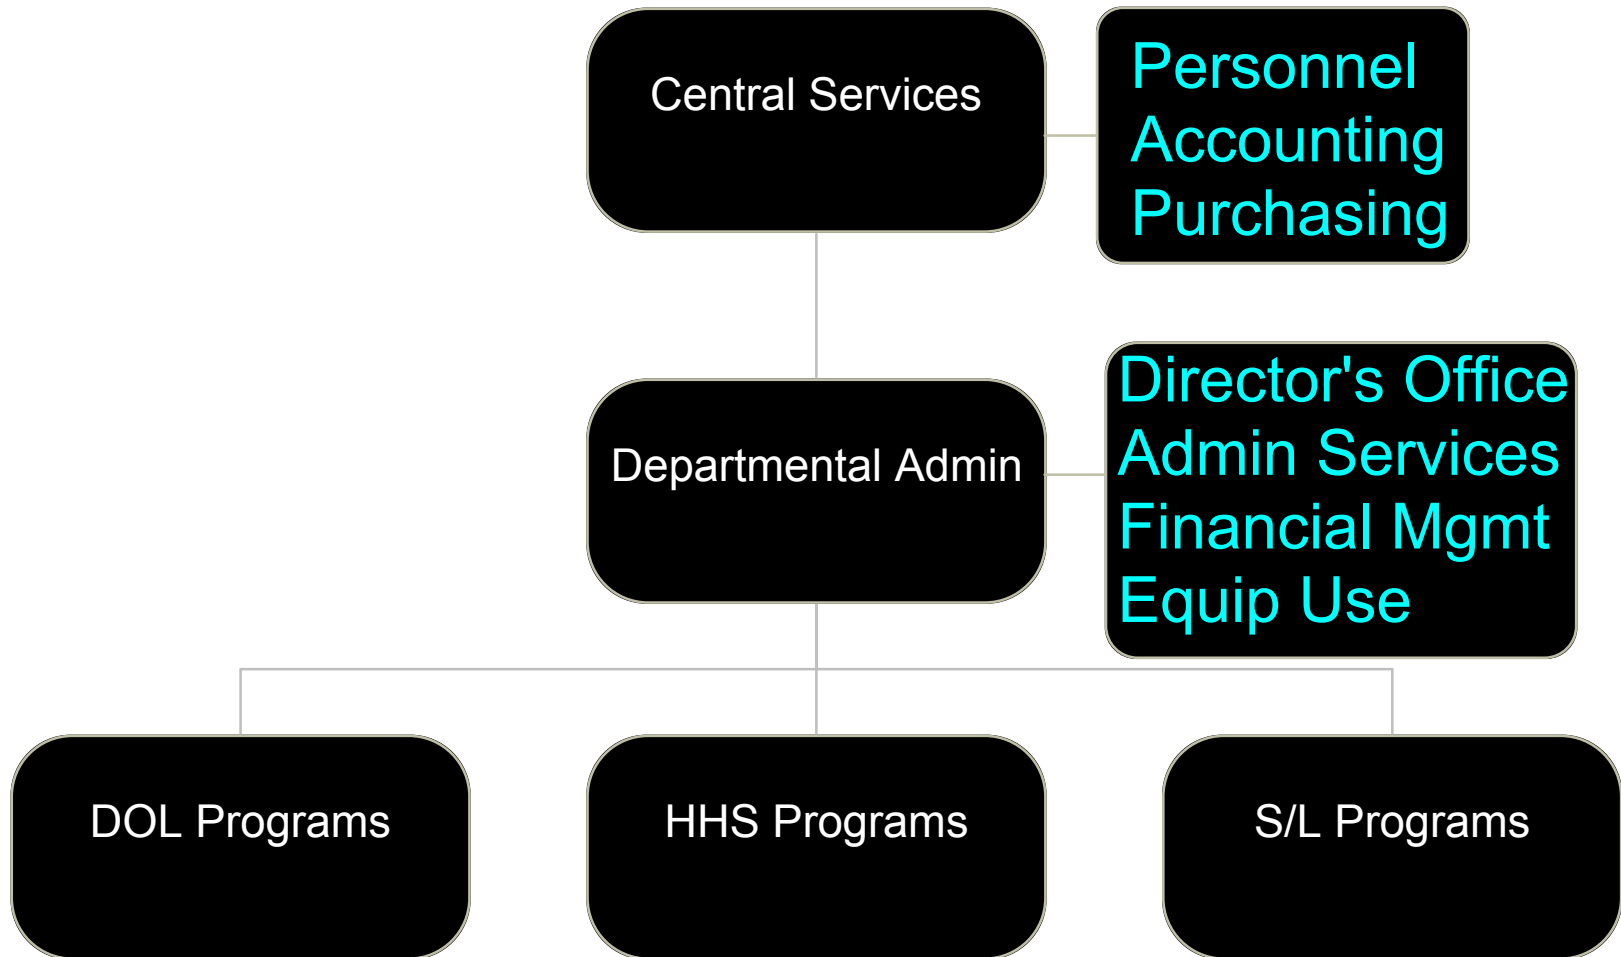 Central Services
Personnel
Accounting
Purchasing
Departmental Admin
Director's Office
Admin Services
Financial Mgmt
Equip Use
DOL Programs
HHS Programs
S/L Programs